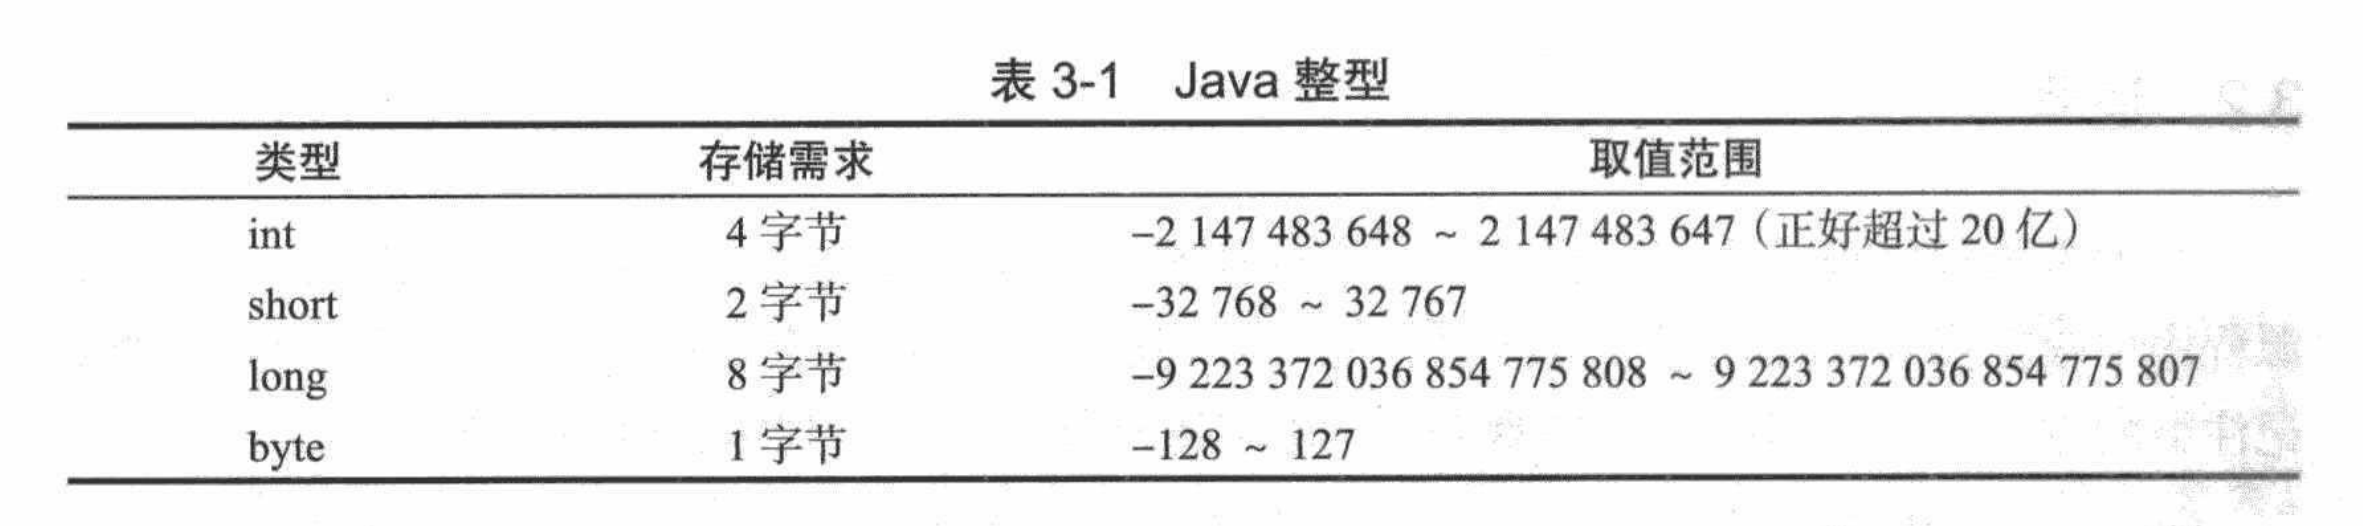 表 3-1 Java 整型
类型 存储需求 取值范围
int 4 字节 –2 147 483 648 ~ 2 147 483 647（正好超过 20 亿）
short 2 字节 –32 768 ~ 32 767
long 8 字节 –9 223 372 036 854 775 808 ~ 9 223 372 036 854 775 807
byte 1 字节 –128 ~ 127